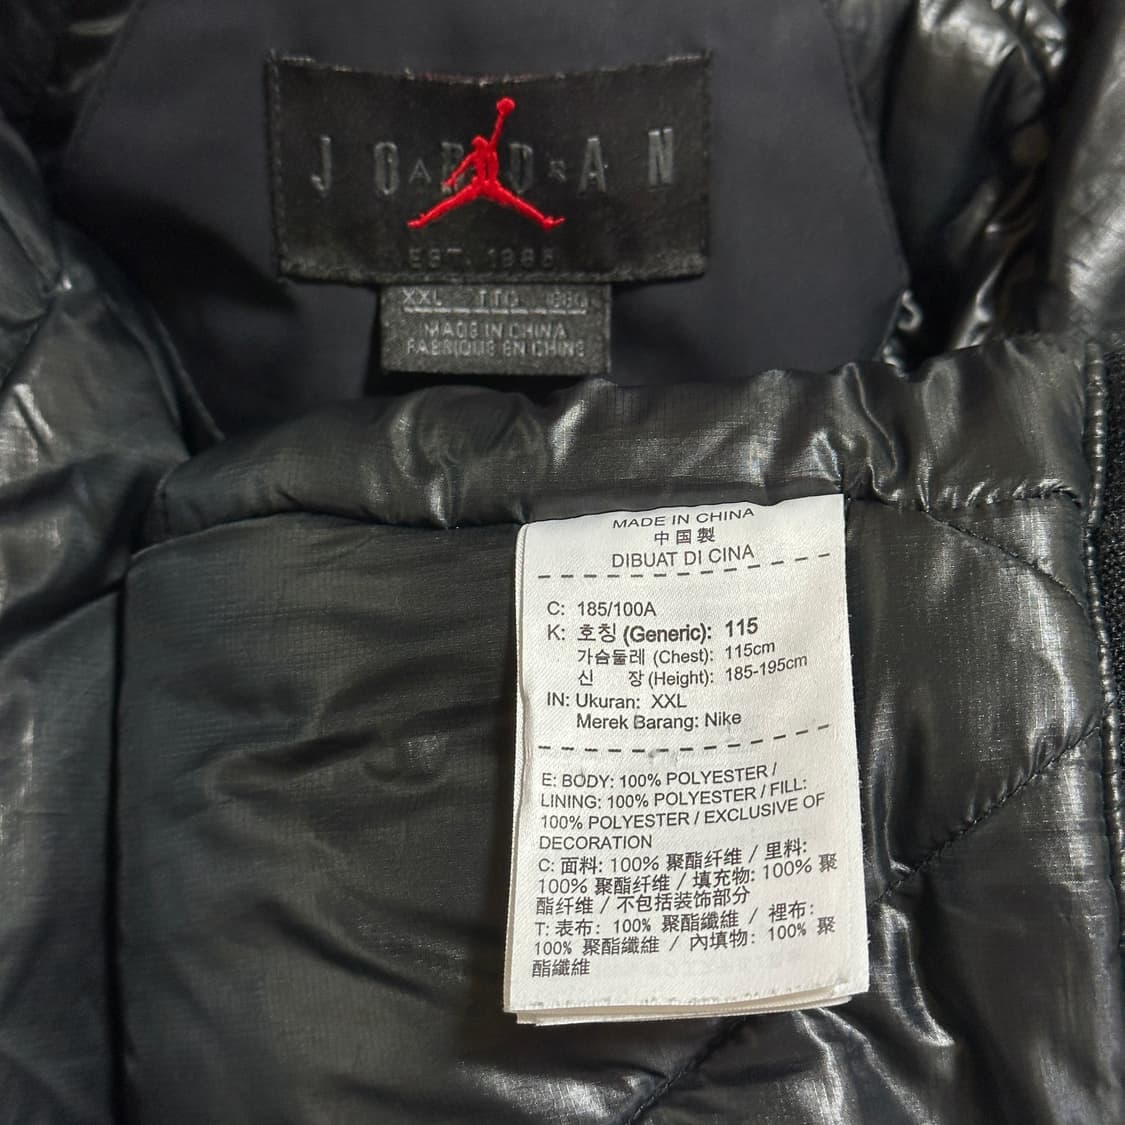 JORDAN
EST. 1985
XXL TTG EEG
MADE IN CHINA
FABRIQUÉ EN CHINE
MADE IN CHINA
中国製
DIBUAT DI CINA
C: 185/100A
K: 호칭 (Generic): 115
가슴둘레 (Chest): 115cm
신 장 (Height): 185-195cm
IN: Ukuran: XXL
Merek Barang: Nike
E: BODY: 100% POLYESTER /
LINING: 100% POLYESTER / FILL:
100% POLYESTER / EXCLUSIVE OF
DECORATION
C: 面料: 100% 聚酯纤维 / 里料:
100% 聚酯纤维 / 填充物: 100% 聚
酯纤维 / 不包括装饰部分
T: 表布: 100% 聚酯纖維 / 裡布:
100% 聚酯纖維 / 內填物: 100% 聚
酯纖維